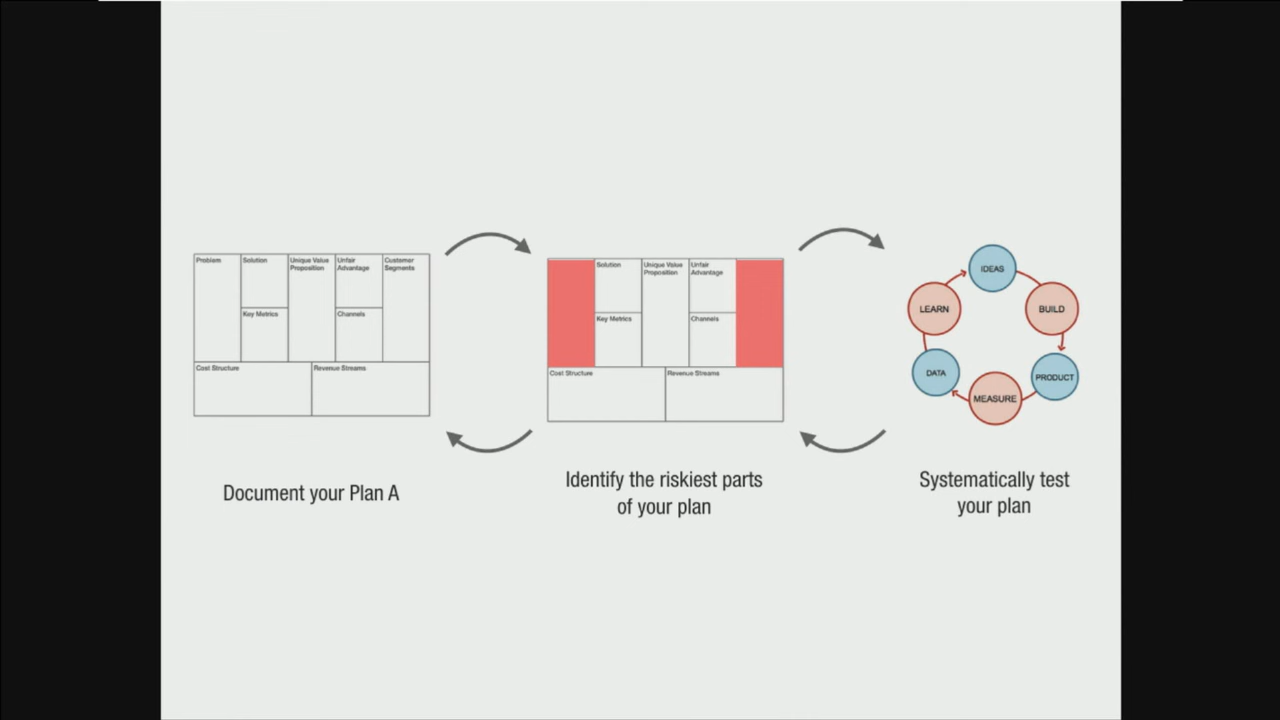 Problem
Solution
Unique Value
Proposition
Unfair
Advantage
Customer
Segments
Key Metrics
Channels
Cost Structure
Revenue Streams
Document your Plan A
Solution
Unique Value
Proposition
Unfair
Advantage
Key Metrics
Channels
Cost Structure
Revenue Streams
Identify the riskiest parts
of your plan
IDEAS
BUILD
PRODUCT
MEASURE
DATA
LEARN
Systematically test
your plan